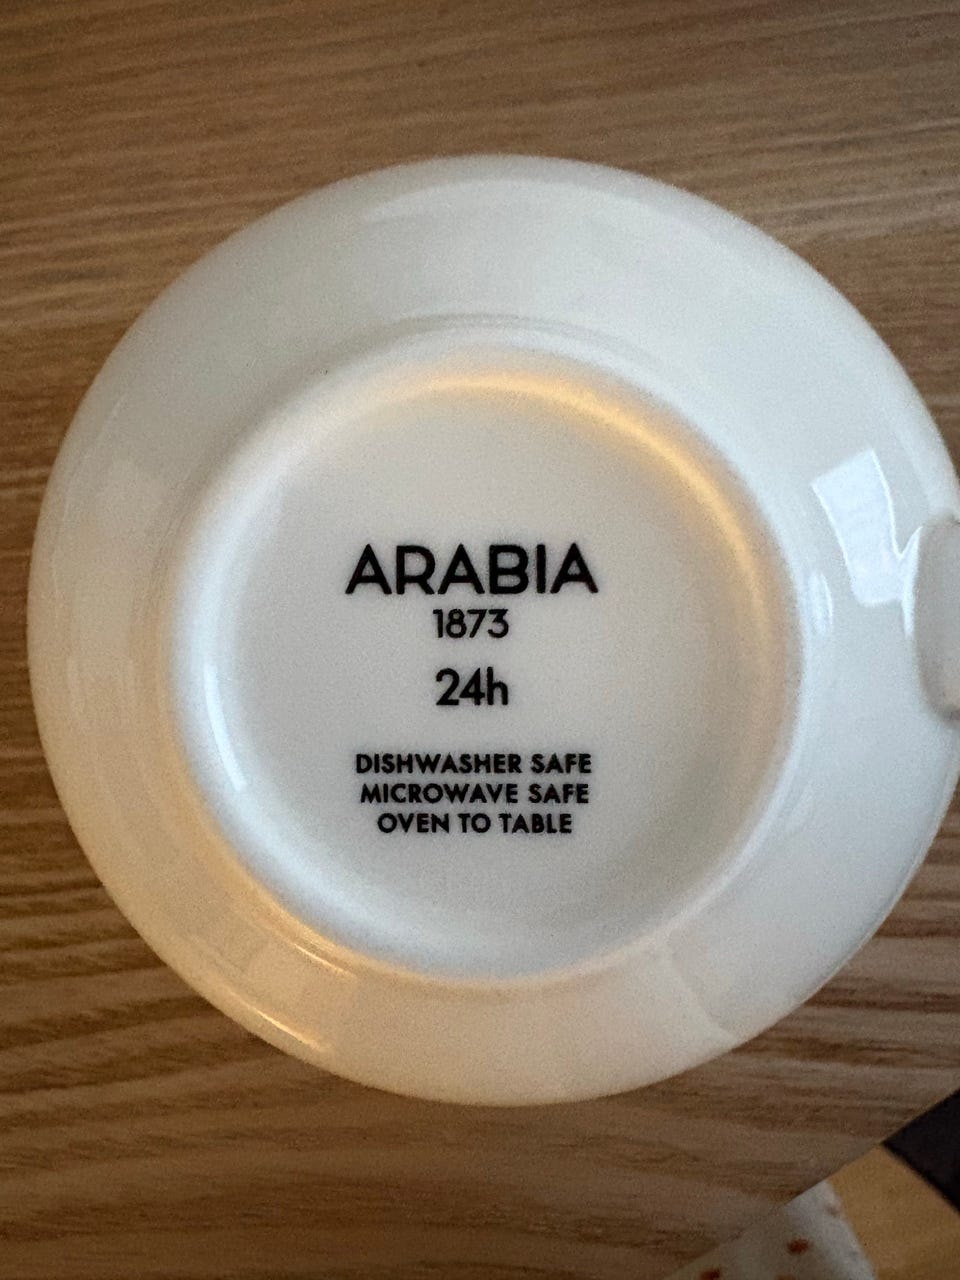 ARABIA
1873
24h
DISHWASHER SAFE
MICROWAVE SAFE
OVEN TO TABLE